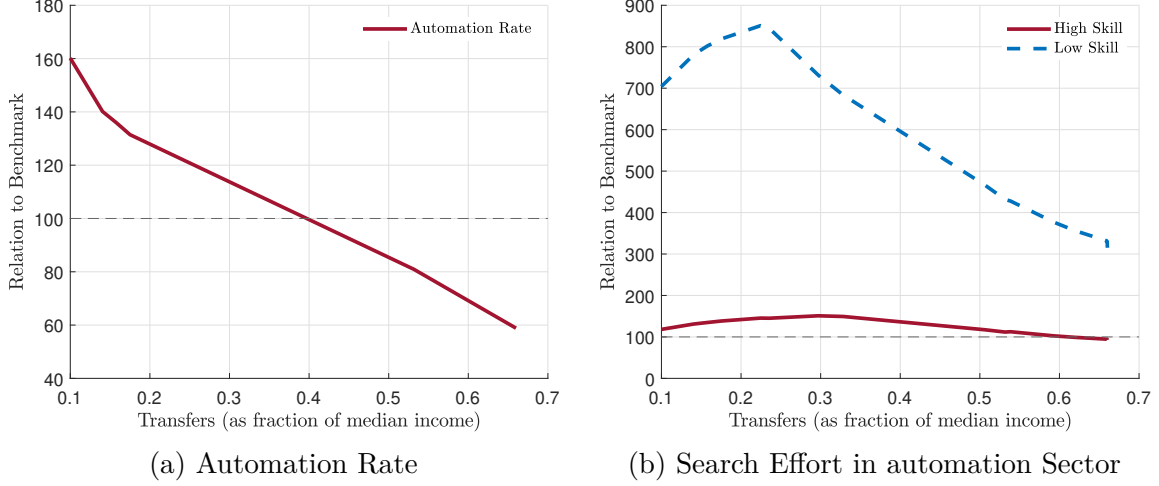 180
160
140
120
100
80
60
40
0.1 0.2 0.3 0.4 0.5 0.6 0.7
Relation to Benchmark
Transfers (as fraction of median income)
Automation Rate
(a) Automation Rate
900
800
700
600
500
400
300
200
100
0
0.1 0.2 0.3 0.4 0.5 0.6 0.7
Relation to Benchmark
Transfers (as fraction of median income)
High Skill
Low Skill
(b) Search Effort in automation Sector